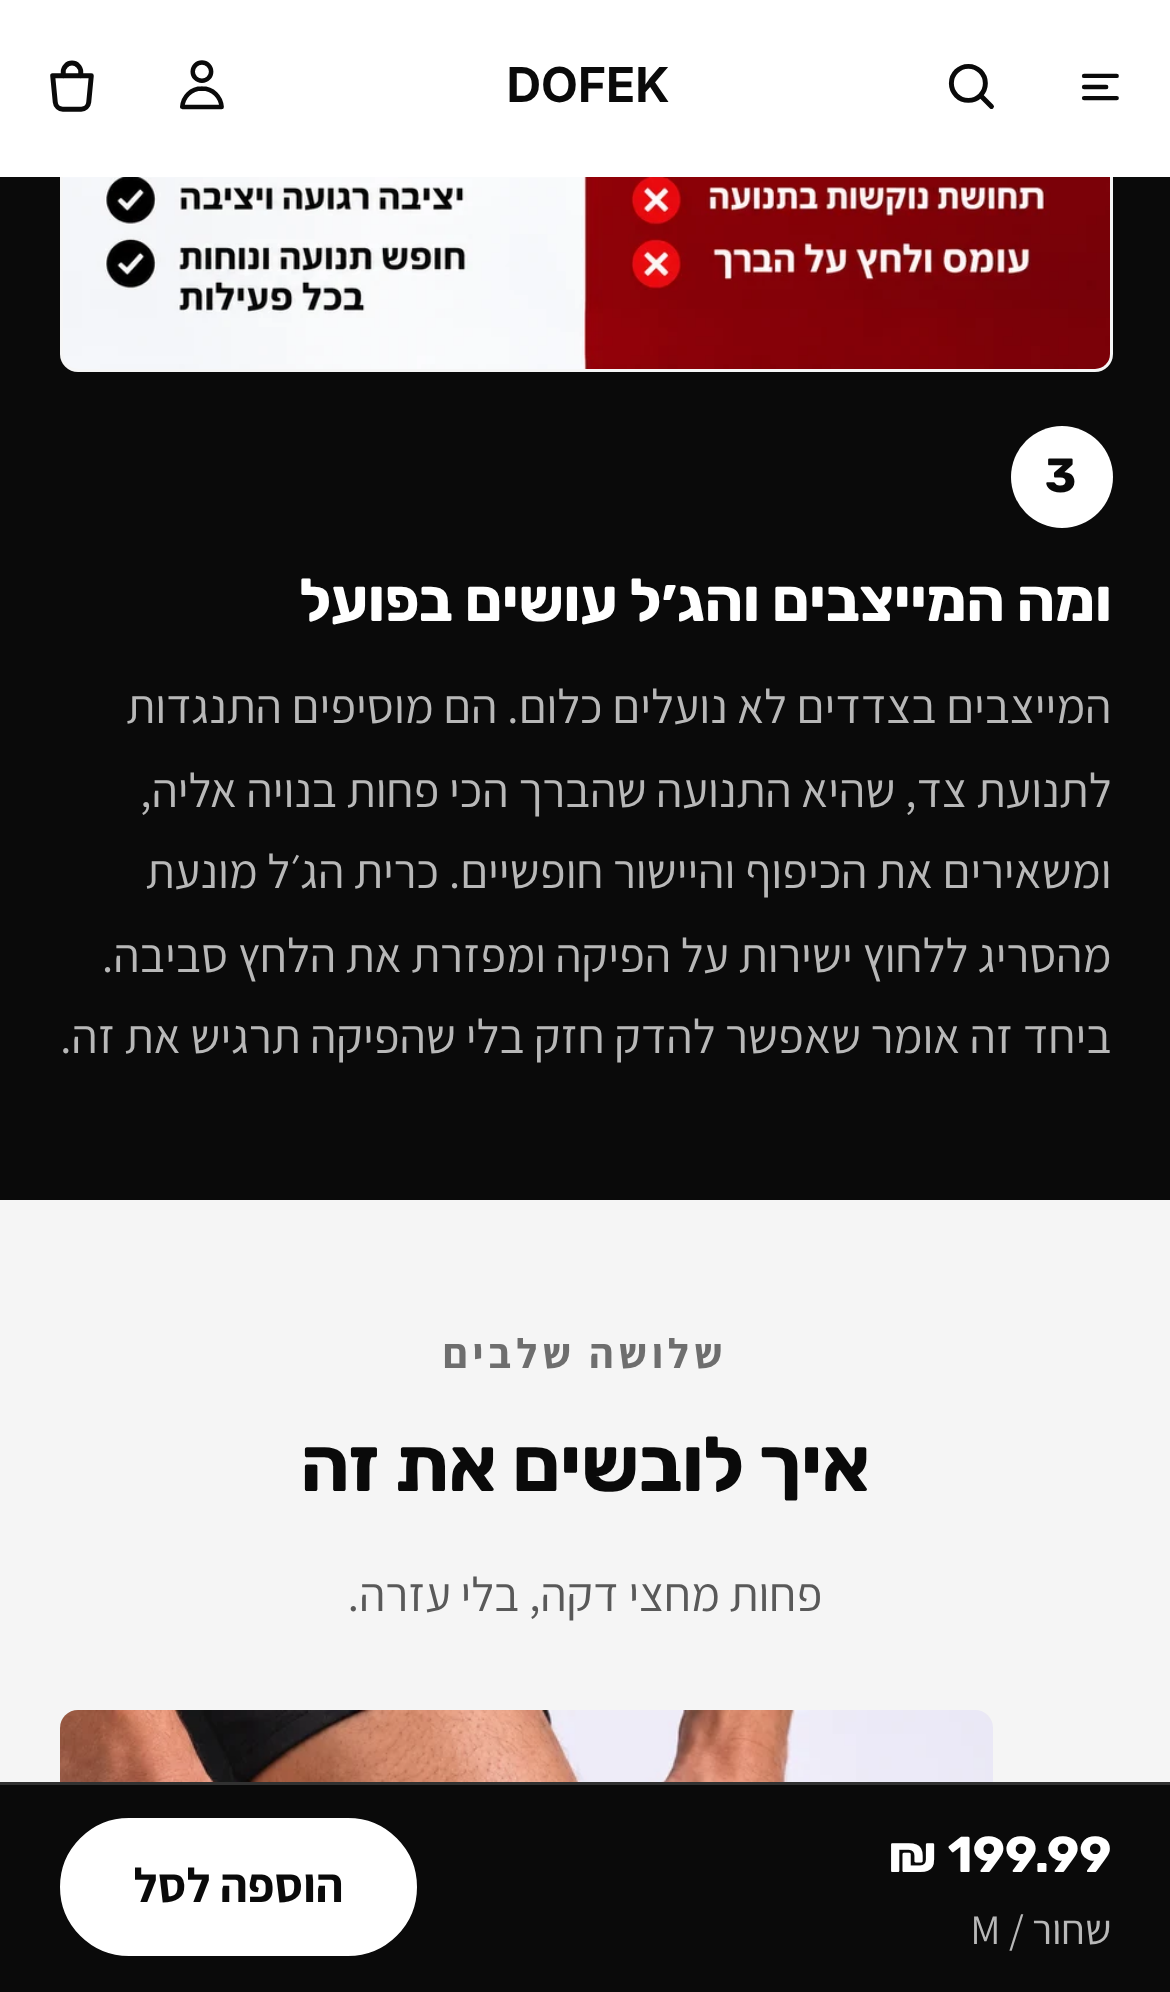 DOFEK
תחושת נוקשות בתנועה
עומס ולחץ על הברך
יציבה רגועה ויציבה
חופש תנועה ונוחות
בכל פעילות
3
ומה המייצבים והג׳ל עושים בפועל
המייצבים בצדדים לא נועלים כלום. הם מוסיפים התנגדות
לתנועת צד, שהיא התנועה שהברך הכי פחות בנויה אליה,
ומשאירים את הכיפוף והיישור חופשיים. כרית הג׳ל מונעת
מהסריג ללחוץ ישירות על הפיקה ומפזרת את הלחץ סביבה.
ביחד זה אומר שאפשר להדק חזק בלי שהפיקה תרגיש את זה.
שלושה שלבים
איך לובשים את זה
פחות מחצי דקה, בלי עזרה.
199.99 ₪
שחור / M
הוספה לסל